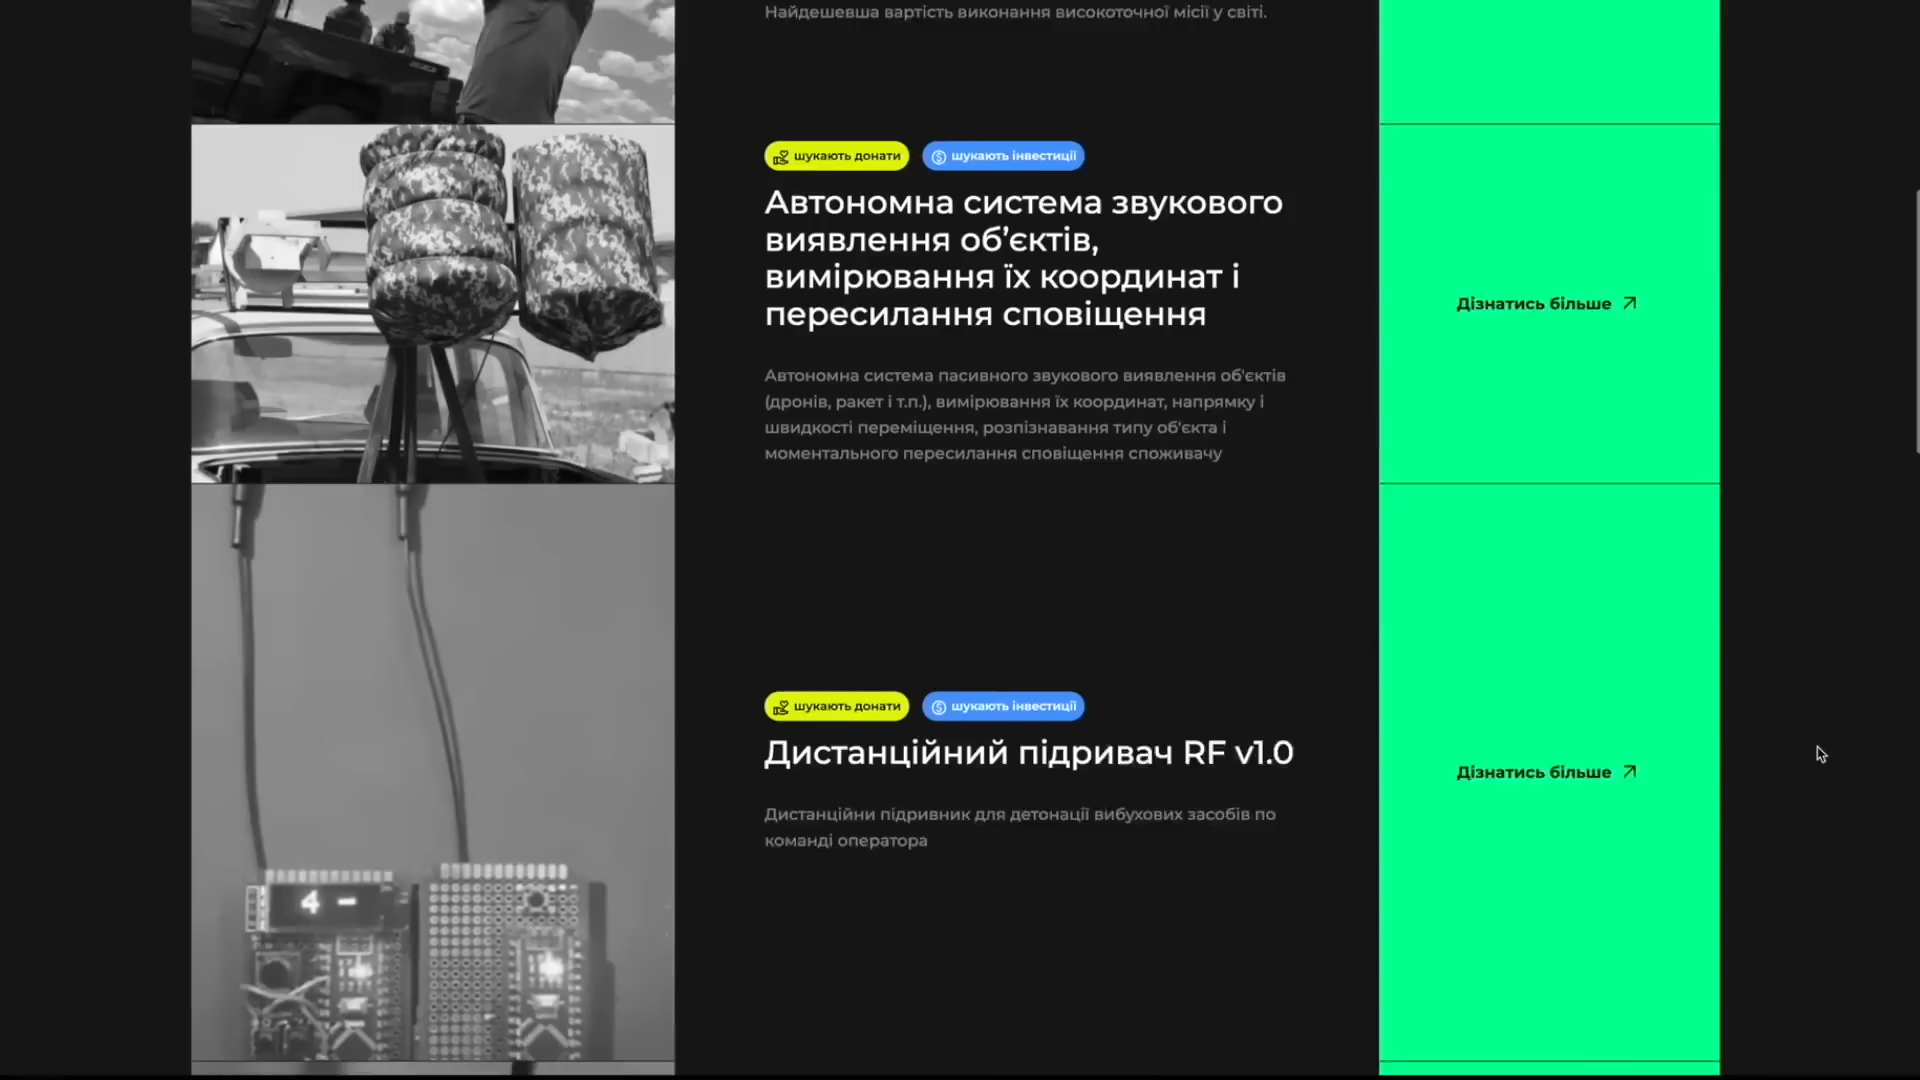 Найдешевша вартість виконання високоточної місії у світі.
шукають донати
шукають інвестиції
Автономна система звукового
виявлення об’єктів,
вимірювання їх координат і
пересилання сповіщення
Автономна система пасивного звукового виявлення об'єктів
(дронів, ракет і т.п.), вимірювання їх координат, напрямку і
швидкості переміщення, розпізнавання типу об'єкта і
моментального пересилання сповіщення споживачу
Дізнатись більше
шукають донати
шукають інвестиції
Дистанційний підривач RF v1.0
Дистанційни підривник для детонації вибухових засобів по
команді оператора
Дізнатись більше
4 -